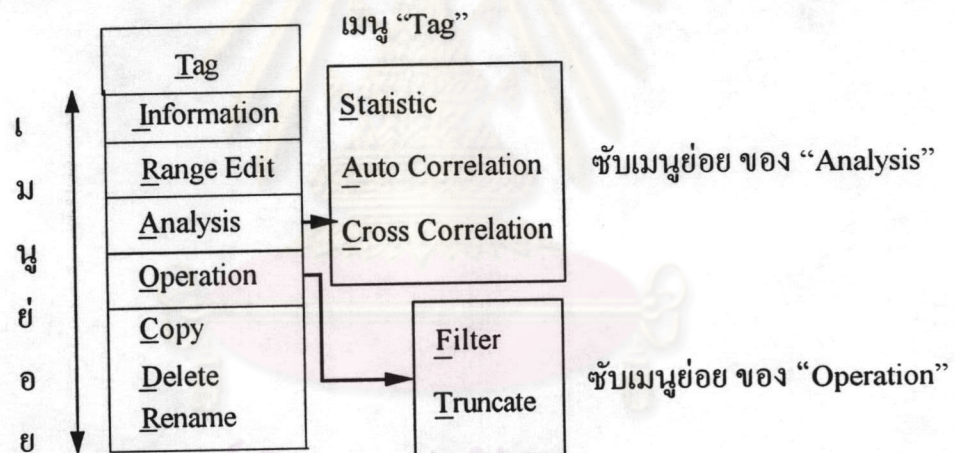 เมนู “Tag”
Tag
Information
Range Edit
Analysis
Operation
Copy
Delete
Rename
เมนูย่อย
Statistic
Auto Correlation
Cross Correlation
ซับเมนูย่อย ของ “Analysis”
Filter
Truncate
ซับเมนูย่อย ของ “Operation”